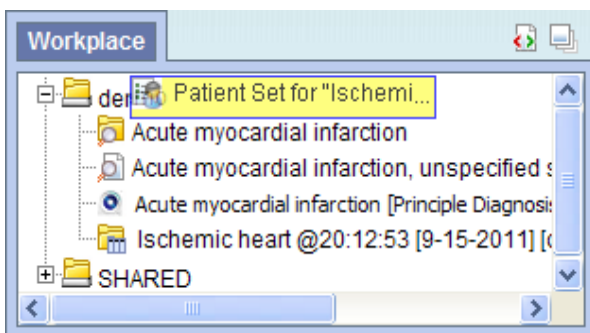 Workplace
Patient Set for "Ischemi...
Acute myocardial infarction
Acute myocardial infarction, unspecified
Acute myocardial infarction [Principle Diagnosis
Ischemic heart @20:12:53 [9-15-2011] [
SHARED